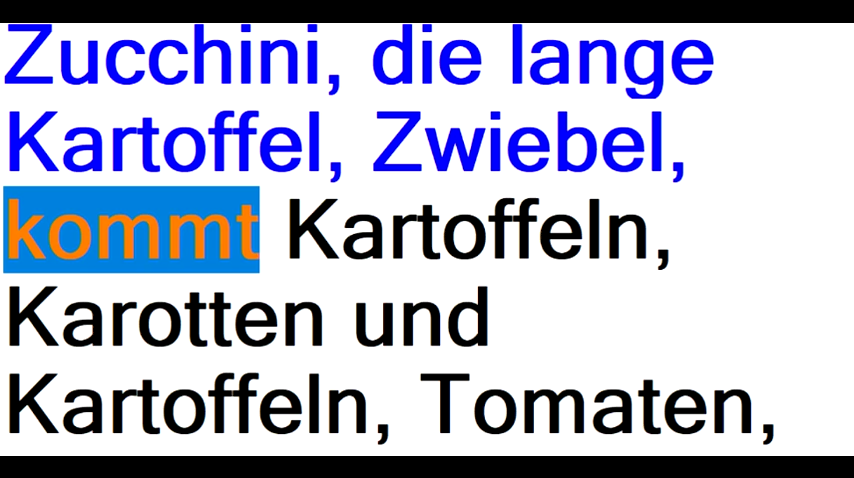 Zucchini, die lange
Kartoffel, Zwiebel,
kommt Kartoffeln,
Karotten und
Kartoffeln, Tomaten,